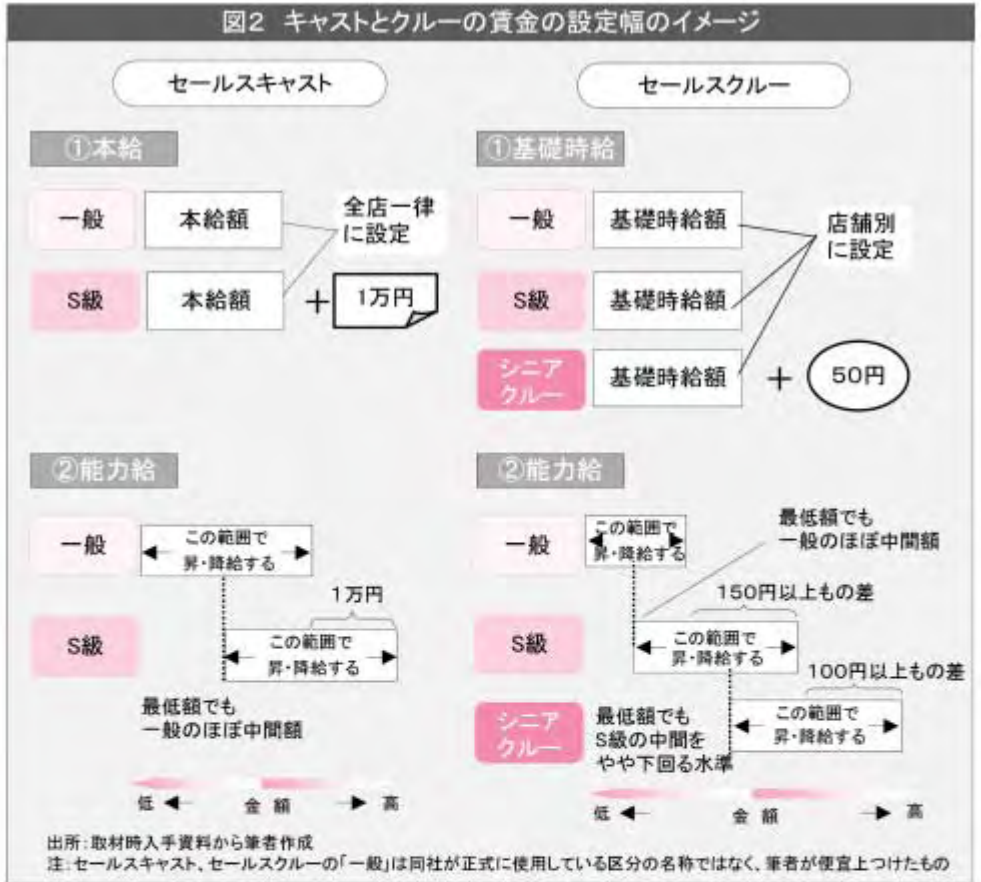 図2 キャストとクルーの賃金の設定幅のイメージ
セールスキャスト
①本給
一般
本給額
全店一律
に設定
S級
本給額
+
1万円
②能力給
一般
この範囲で
昇・降給する
1万円
S級
この範囲で
昇・降給する
最低額でも
一般のほぼ中間額
低
金 額
高
セールスクルー
①基礎時給
一般
基礎時給額
店舗別
に設定
S級
基礎時給額
シニア
クルー
基礎時給額
+
50円
②能力給
一般
この範囲で
昇・降給する
最低額でも
一般のほぼ中間額
150円以上もの差
S級
この範囲で
昇・降給する
100円以上もの差
シニア
クルー
最低額でも
S級の中間を
やや下回る水準
この範囲で
昇・降給する
低
金 額
高
出所:取材時入手資料から筆者作成
注:セールスキャスト、セールスクルーの「一般」は同社が正式に使用している区分の名称ではなく、筆者が便宜上つけたもの